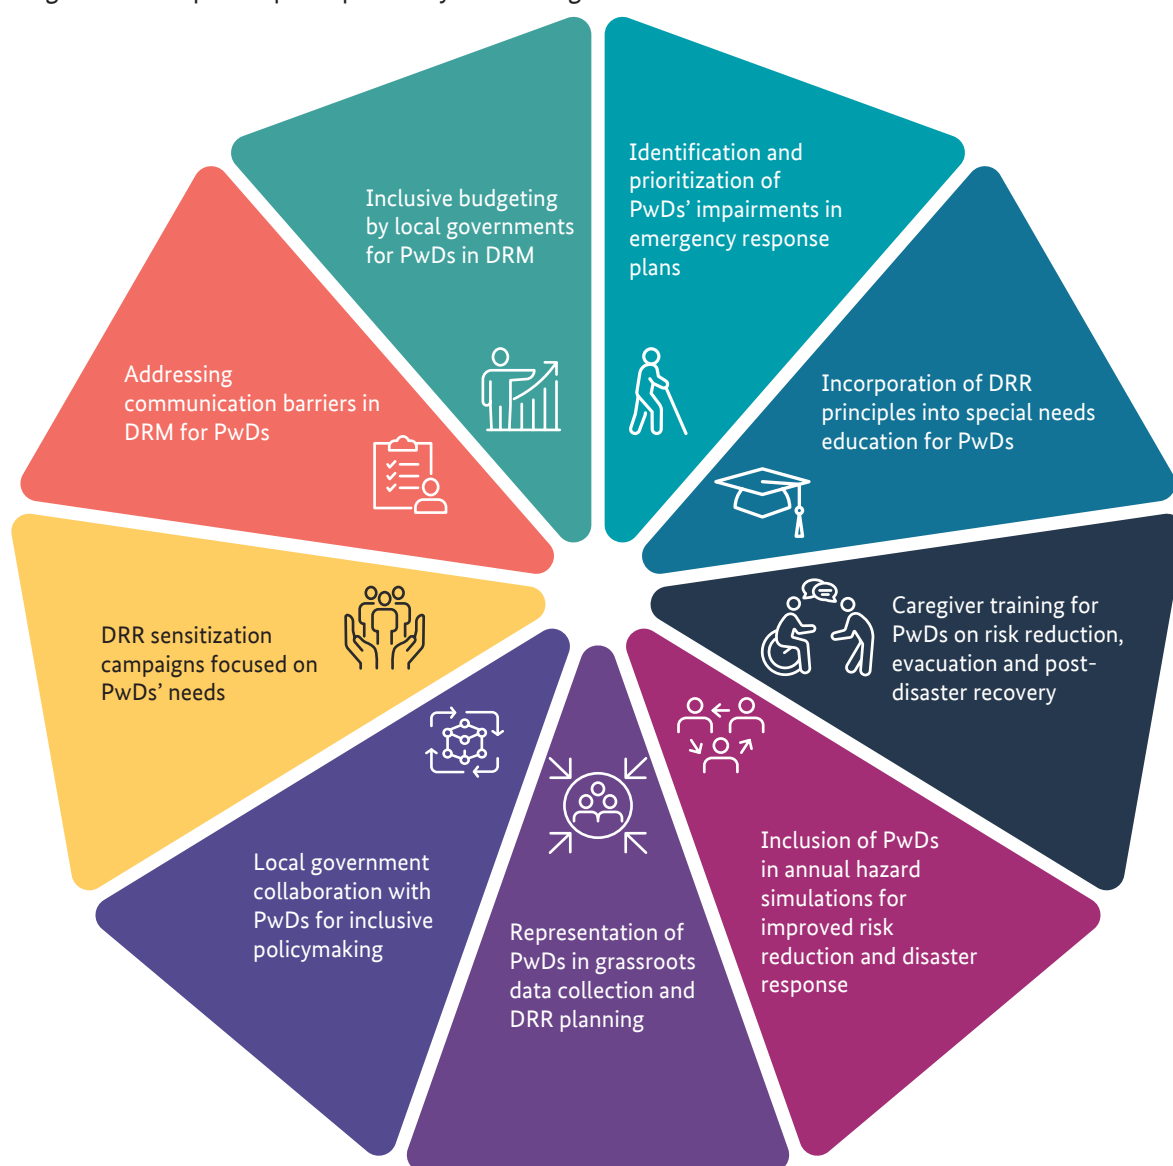 Identification and
prioritization of
PwDs’ impairments in
emergency response
plans
Incorporation of DRR
principles into special needs
education for PwDs
Caregiver training for
PwDs on risk reduction,
evacuation and post-
disaster recovery
Inclusion of PwDs
in annual hazard
simulations for
improved risk
reduction and disaster
response
Representation of
PwDs in grassroots
data collection and
DRR planning
Local government
collaboration with
PwDs for inclusive
policymaking
DRR sensitization
campaigns focused on
PwDs’ needs
Addressing
communication barriers in
DRM for PwDs
Inclusive budgeting
by local governments
for PwDs in DRM